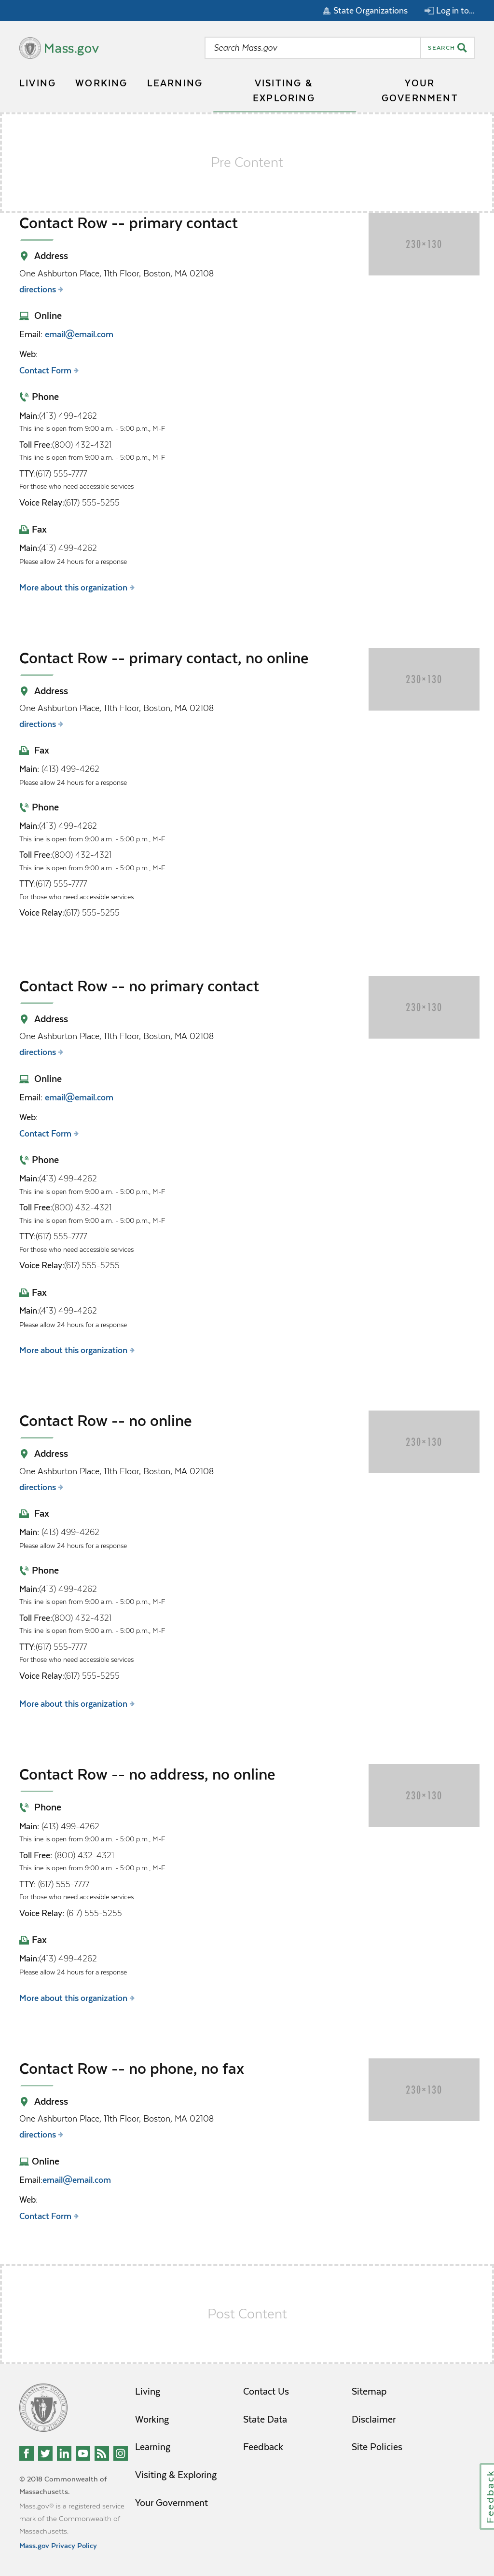 State Organizations
Log in to...
Mass.gov
Search Mass.gov
SEARCH
LIVING
WORKING
LEARNING
VISITING &
EXPLORING
YOUR
GOVERNMENT
Pre Content
Contact Row -- primary contact
230×130
Address
One Ashburton Place, 11th Floor, Boston, MA 02108
directions
Online
Email: email@email.com
Web:
Contact Form
Phone
Main:(413) 499-4262
This line is open from 9:00 a.m. - 5:00 p.m., M-F
Toll Free:(800) 432-4321
This line is open from 9:00 a.m. - 5:00 p.m., M-F
TTY:(617) 555-7777
For those who need accessible services
Voice Relay:(617) 555-5255
Fax
Main:(413) 499-4262
Please allow 24 hours for a response
More about this organization
Contact Row -- primary contact, no online
230×130
Address
One Ashburton Place, 11th Floor, Boston, MA 02108
directions
Fax
Main: (413) 499-4262
Please allow 24 hours for a response
Phone
Main:(413) 499-4262
This line is open from 9:00 a.m. - 5:00 p.m., M-F
Toll Free:(800) 432-4321
This line is open from 9:00 a.m. - 5:00 p.m., M-F
TTY:(617) 555-7777
For those who need accessible services
Voice Relay:(617) 555-5255
Contact Row -- no primary contact
230×130
Address
One Ashburton Place, 11th Floor, Boston, MA 02108
directions
Online
Email: email@email.com
Web:
Contact Form
Phone
Main:(413) 499-4262
This line is open from 9:00 a.m. - 5:00 p.m., M-F
Toll Free:(800) 432-4321
This line is open from 9:00 a.m. - 5:00 p.m., M-F
TTY:(617) 555-7777
For those who need accessible services
Voice Relay:(617) 555-5255
Fax
Main:(413) 499-4262
Please allow 24 hours for a response
More about this organization
Contact Row -- no online
230×130
Address
One Ashburton Place, 11th Floor, Boston, MA 02108
directions
Fax
Main: (413) 499-4262
Please allow 24 hours for a response
Phone
Main:(413) 499-4262
This line is open from 9:00 a.m. - 5:00 p.m., M-F
Toll Free:(800) 432-4321
This line is open from 9:00 a.m. - 5:00 p.m., M-F
TTY:(617) 555-7777
For those who need accessible services
Voice Relay:(617) 555-5255
More about this organization
Contact Row -- no address, no online
230×130
Phone
Main: (413) 499-4262
This line is open from 9:00 a.m. - 5:00 p.m., M-F
Toll Free: (800) 432-4321
This line is open from 9:00 a.m. - 5:00 p.m., M-F
TTY: (617) 555-7777
For those who need accessible services
Voice Relay: (617) 555-5255
Fax
Main:(413) 499-4262
Please allow 24 hours for a response
More about this organization
Contact Row -- no phone, no fax
230×130
Address
One Ashburton Place, 11th Floor, Boston, MA 02108
directions
Online
Email:email@email.com
Web:
Contact Form
Post Content
Living
Working
Learning
Visiting & Exploring
Your Government
Contact Us
State Data
Feedback
Sitemap
Disclaimer
Site Policies
© 2018 Commonwealth of
Massachusetts.
Mass.gov® is a registered service
mark of the Commonwealth of
Massachusetts.
Mass.gov Privacy Policy
Feedback